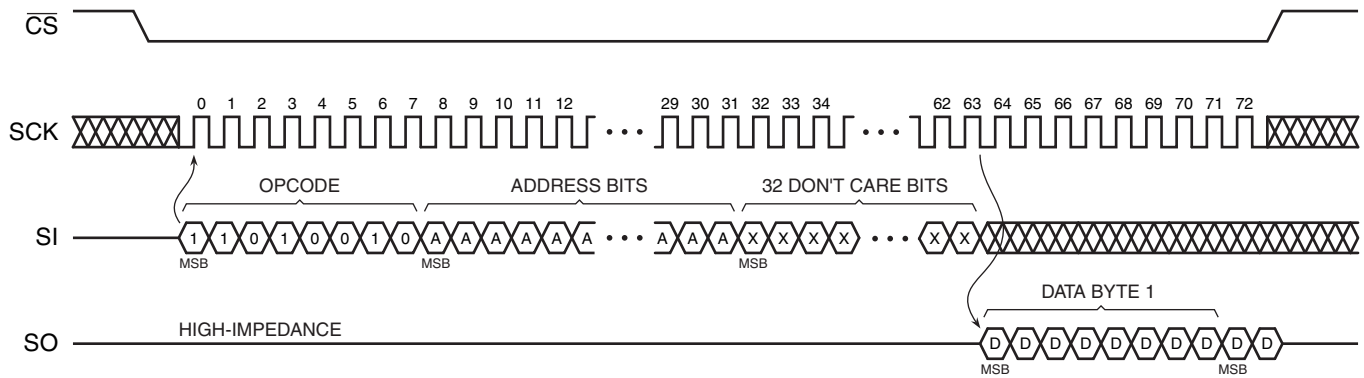 CS
0 1 2 3 4 5 6 7 8 9 10 11 12 29 30 31 32 33 34 62 63 64 65 66 67 68 69 70 71 72
SCK
OPCODE ADDRESS BITS 32 DON'T CARE BITS
SI 1 1 0 1 0 0 1 0 A A A A A A A A A X X X X X X
MSB MSB MSB
DATA BYTE 1
HIGH-IMPEDANCE
SO D D D D D D D D D D
MSB MSB